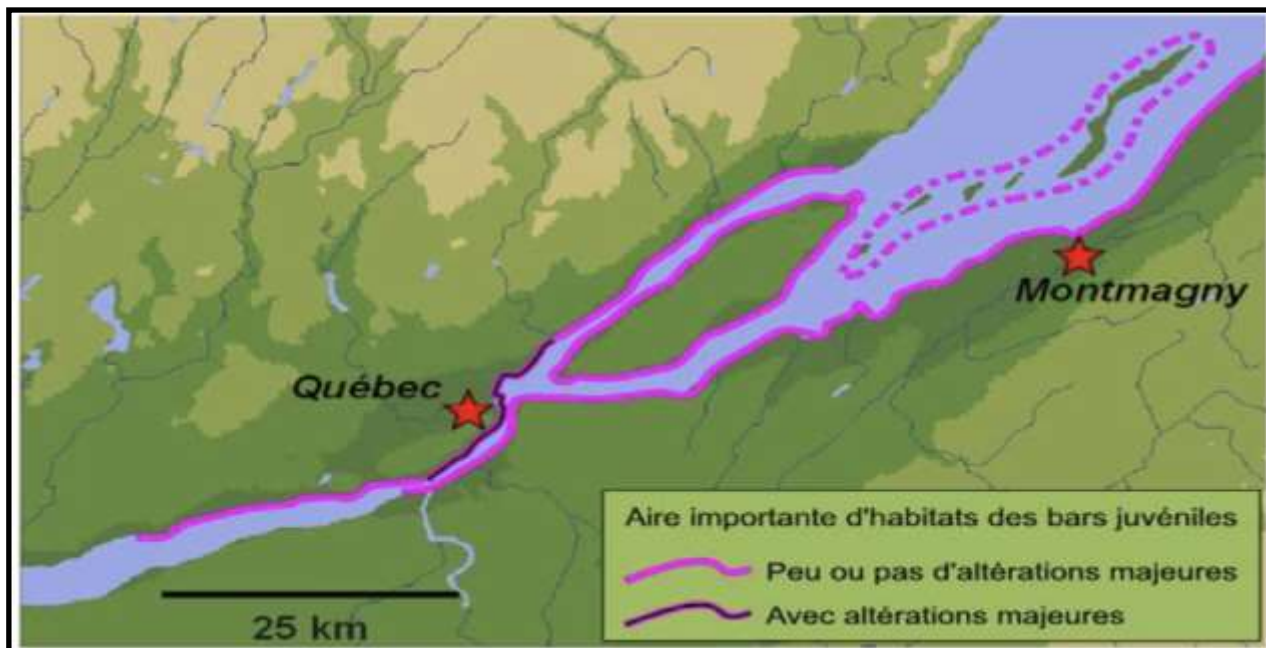 Québec
Montmagny
25 km
Aire importante d'habitats des bars juvéniles
Peu ou pas d'altérations majeures
Avec altérations majeures